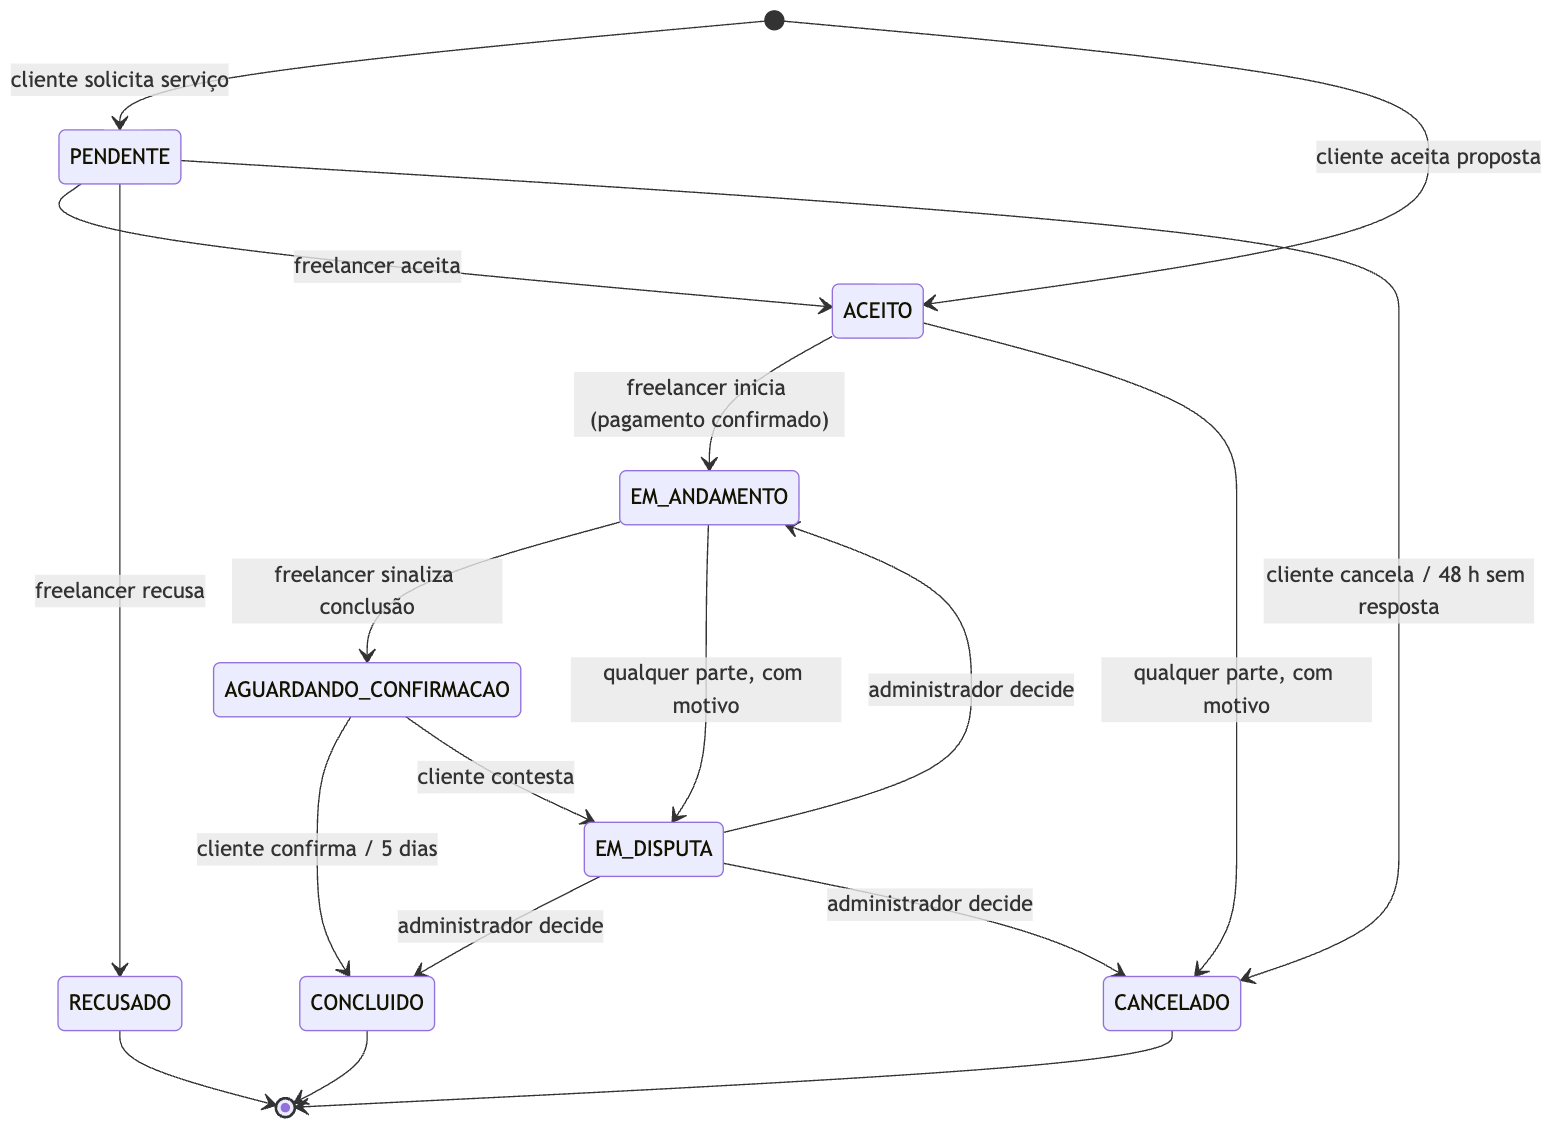 cliente solicita serviço
PENDENTE
cliente aceita proposta
freelancer aceita
ACEITO
freelancer inicia
(pagamento confirmado)
EM_ANDAMENTO
freelancer recusa
freelancer sinaliza
conclusão
cliente cancela / 48 h sem
resposta
AGUARDANDO_CONFIRMACAO
qualquer parte, com
motivo
administrador decide
qualquer parte, com
motivo
cliente contesta
cliente confirma / 5 dias
EM_DISPUTA
administrador decide
administrador decide
RECUSADO
CONCLUIDO
CANCELADO